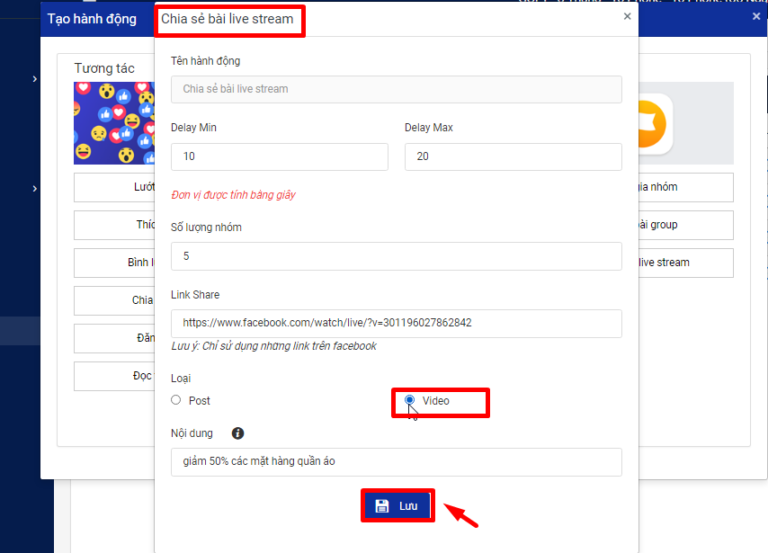 Tạo hành động
Chia sẻ bài live stream
Tương tác
Tên hành động
Chia sẻ bài live stream
Delay Min
Delay Max
10
20
Đơn vị được tính bằng giây
Số lượng nhóm
5
Link Share
https://www.facebook.com/watch/live/?v=301196027862842
Lưu ý: Chỉ sử dụng những link trên facebook
Loại
Post
Video
Nội dung
giảm 50% các mặt hàng quần áo
Lưu
Lướt
Thíc
Bình l
Chia
Đăn
Đọc
gia nhóm
bài group
live stream